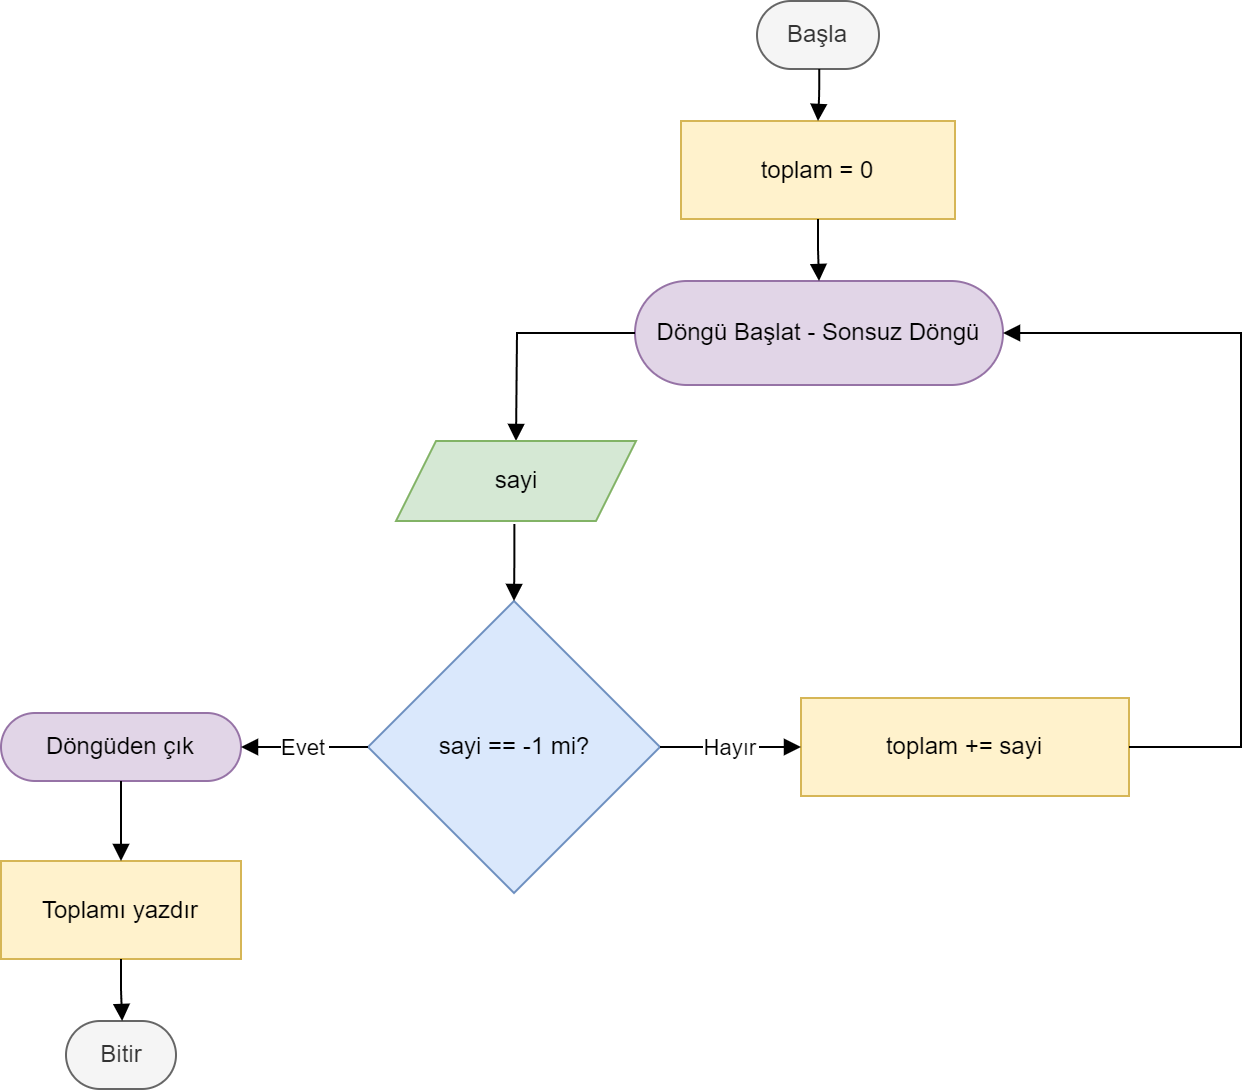 Başla
toplam = 0
Döngü Başlat - Sonsuz Döngü
sayi
sayi == -1 mi?
Evet
Hayır
Döngüden çık
toplam += sayi
Toplamı yazdır
Bitir